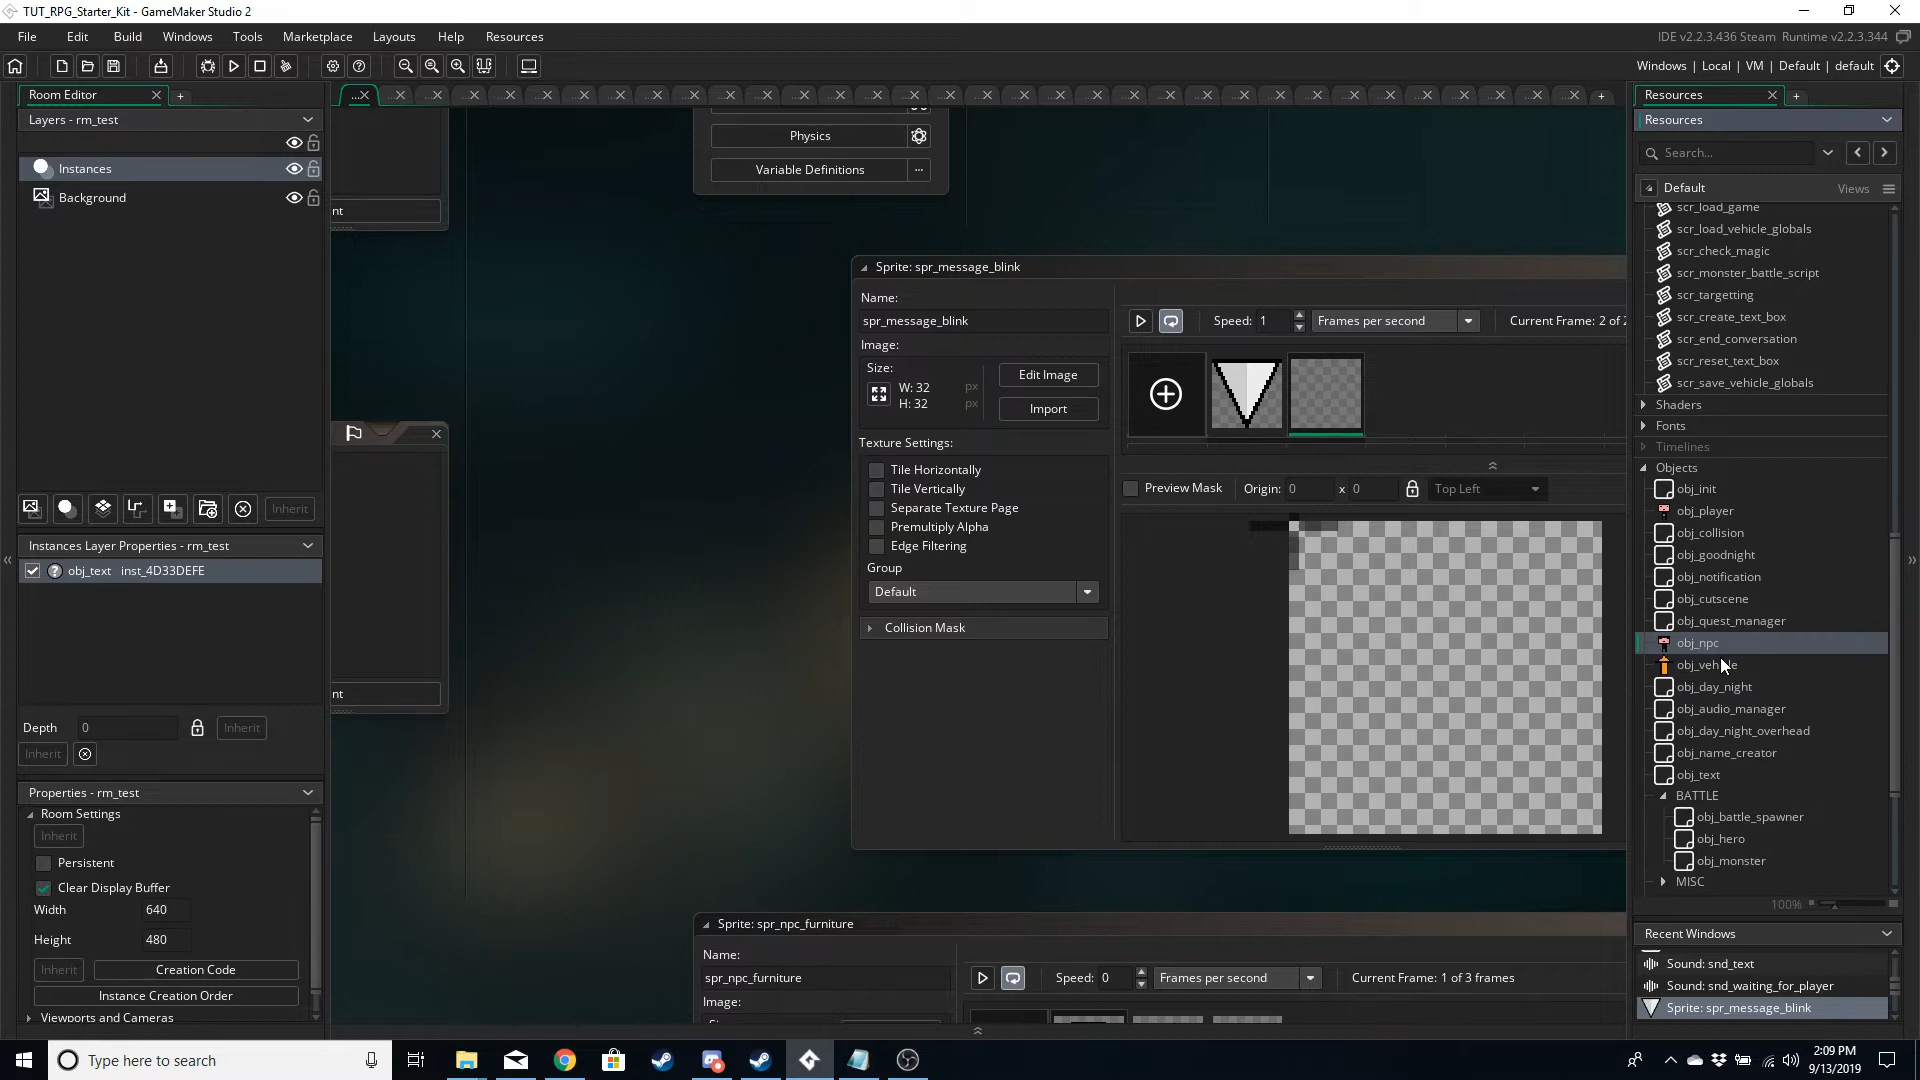 TUT_RPG_Starter_Kit - GameMaker Studio 2
File Edit Build Windows Tools Marketplace Layouts Help Resources
IDE v2.2.3.436 Steam Runtime v2.2.3.344
Windows | Local | VM | Default | default
Room Editor
Layers - rm_test
Instances
Background
Inherit
Instances Layer Properties - rm_test
obj_text inst_4D33DEFE
Depth 0 Inherit
Inherit
Properties - rm_test
Room Settings
Inherit
Persistent
Clear Display Buffer
Width 640
Height 480
Inherit Creation Code
Instance Creation Order
Viewports and Cameras
...
nt
nt
Physics
Variable Definitions ...
Sprite: spr_message_blink
Name:
spr_message_blink
Image:
Size:
W: 32 px
H: 32 px
Edit Image
Import
Texture Settings:
Tile Horizontally
Tile Vertically
Separate Texture Page
Premultiply Alpha
Edge Filtering
Group
Default
Collision Mask
Speed: 1 Frames per second Current Frame: 2 of 2
Preview Mask Origin: 0 x 0 Top Left
Sprite: spr_npc_furniture
Name:
spr_npc_furniture
Image:
Speed: 0 Frames per second Current Frame: 1 of 3 frames
Resources
Resources
Search...
Default Views
scr_load_game
scr_load_vehicle_globals
scr_check_magic
scr_monster_battle_script
scr_targetting
scr_create_text_box
scr_end_conversation
scr_reset_text_box
scr_save_vehicle_globals
Shaders
Fonts
Timelines
Objects
obj_init
obj_player
obj_collision
obj_goodnight
obj_notification
obj_cutscene
obj_quest_manager
obj_npc
obj_vehicle
obj_day_night
obj_audio_manager
obj_day_night_overhead
obj_name_creator
obj_text
BATTLE
obj_battle_spawner
obj_hero
obj_monster
MISC
100%
Recent Windows
Sound: snd_text
Sound: snd_waiting_for_player
Sprite: spr_message_blink
Type here to search
2:09 PM
9/13/2019